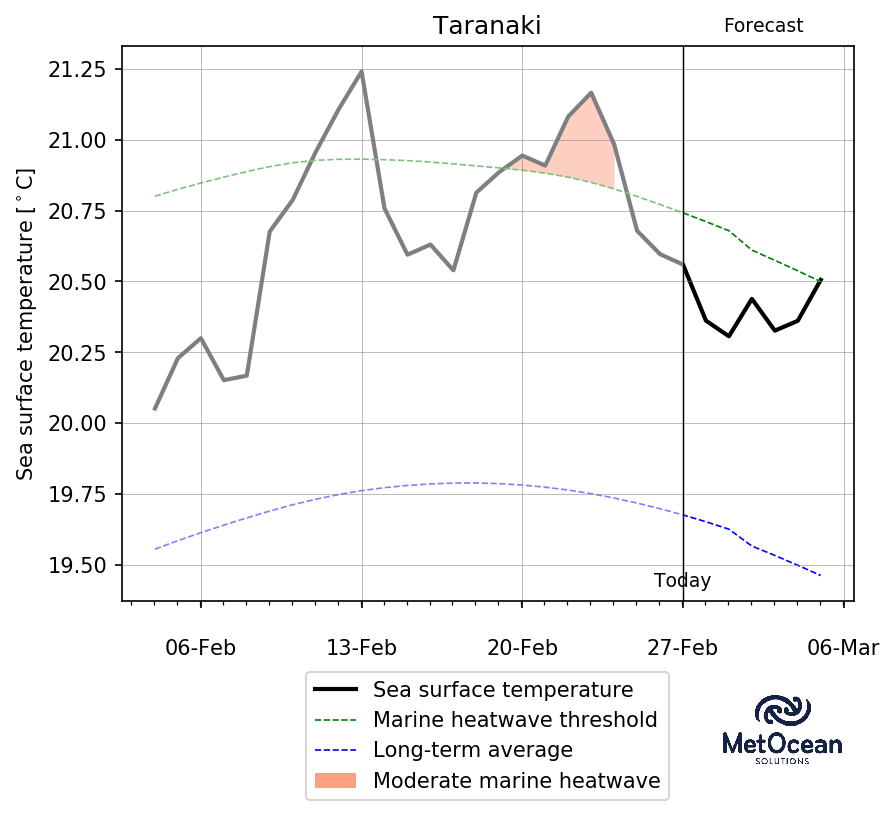 Taranaki
Forecast
Sea surface temperature [°C]
21.25
21.00
20.75
20.50
20.25
20.00
19.75
19.50
Today
06-Feb
13-Feb
20-Feb
27-Feb
06-Mar
Sea surface temperature
Marine heatwave threshold
Long-term average
Moderate marine heatwave
MetOcean
SOLUTIONS